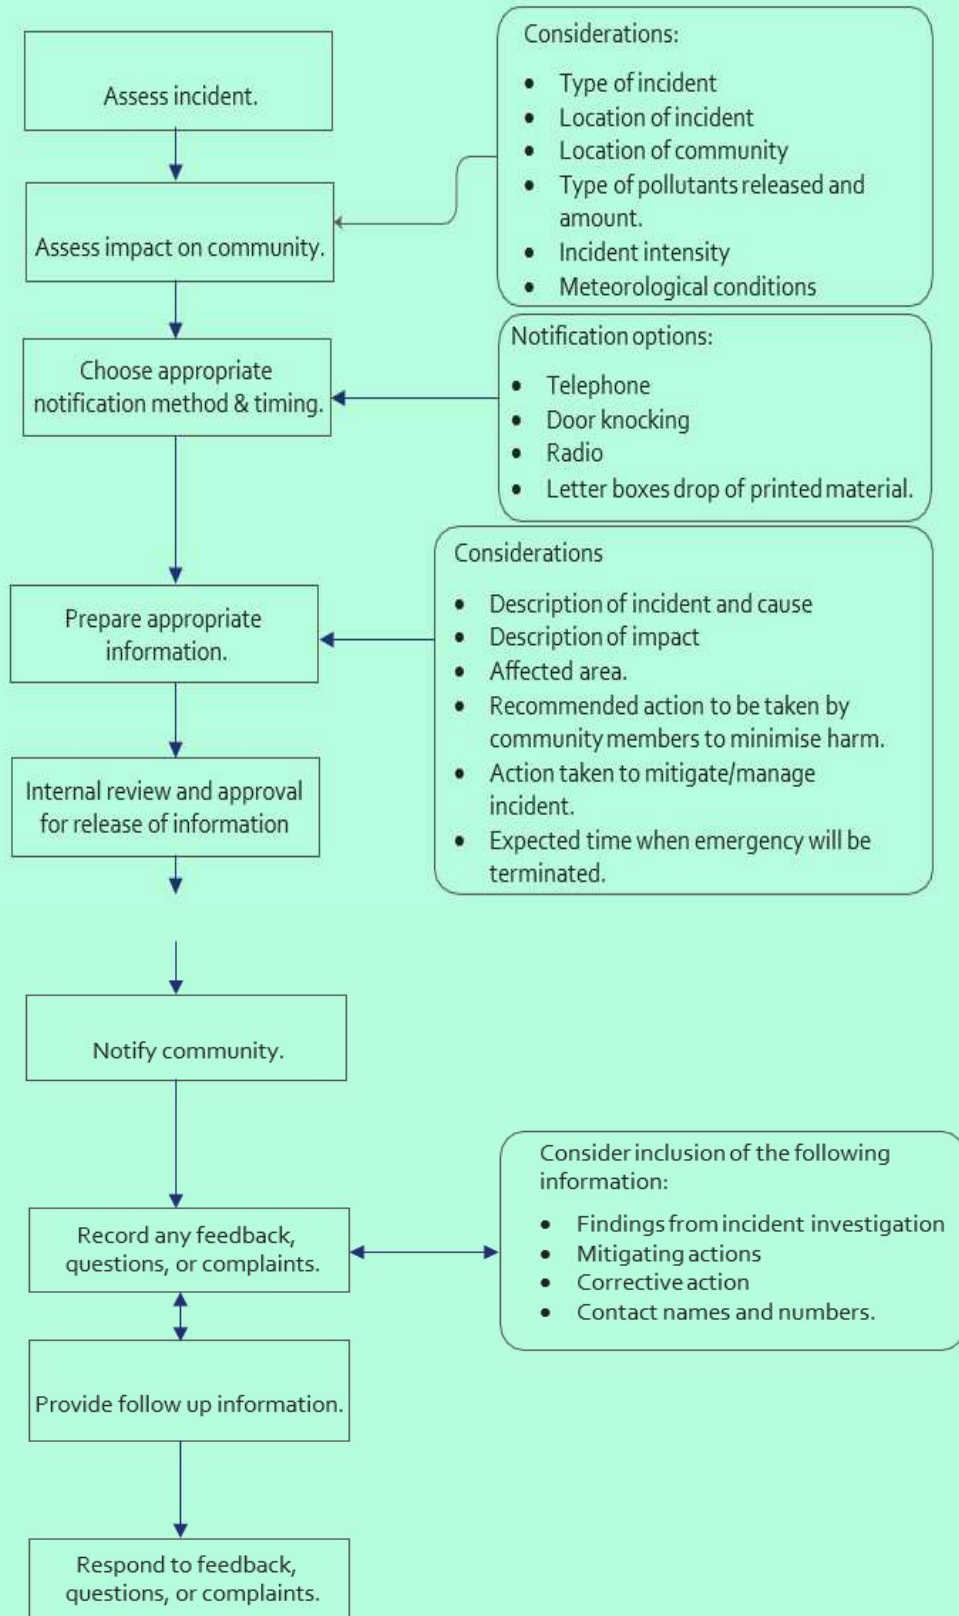 Assess incident.
Considerations:
• Type of incident
• Location of incident
• Location of community
• Type of pollutants released and
amount.
• Incident intensity
• Meteorological conditions
Assess impact on community.
Choose appropriate
notification method & timing.
Notification options:
• Telephone
• Door knocking
• Radio
• Letter boxes drop of printed material.
Prepare appropriate
information.
Considerations
• Description of incident and cause
• Description of impact
• Affected area.
• Recommended action to be taken by
community members to minimise harm.
• Action taken to mitigate/manage
incident.
• Expected time when emergency will be
terminated.
Internal review and approval
for release of information
Notify community.
Record any feedback,
questions, or complaints.
Consider inclusion of the following
information:
• Findings from incident investigation
• Mitigating actions
• Corrective action
• Contact names and numbers.
Provide follow up information.
Respond to feedback,
questions, or complaints.